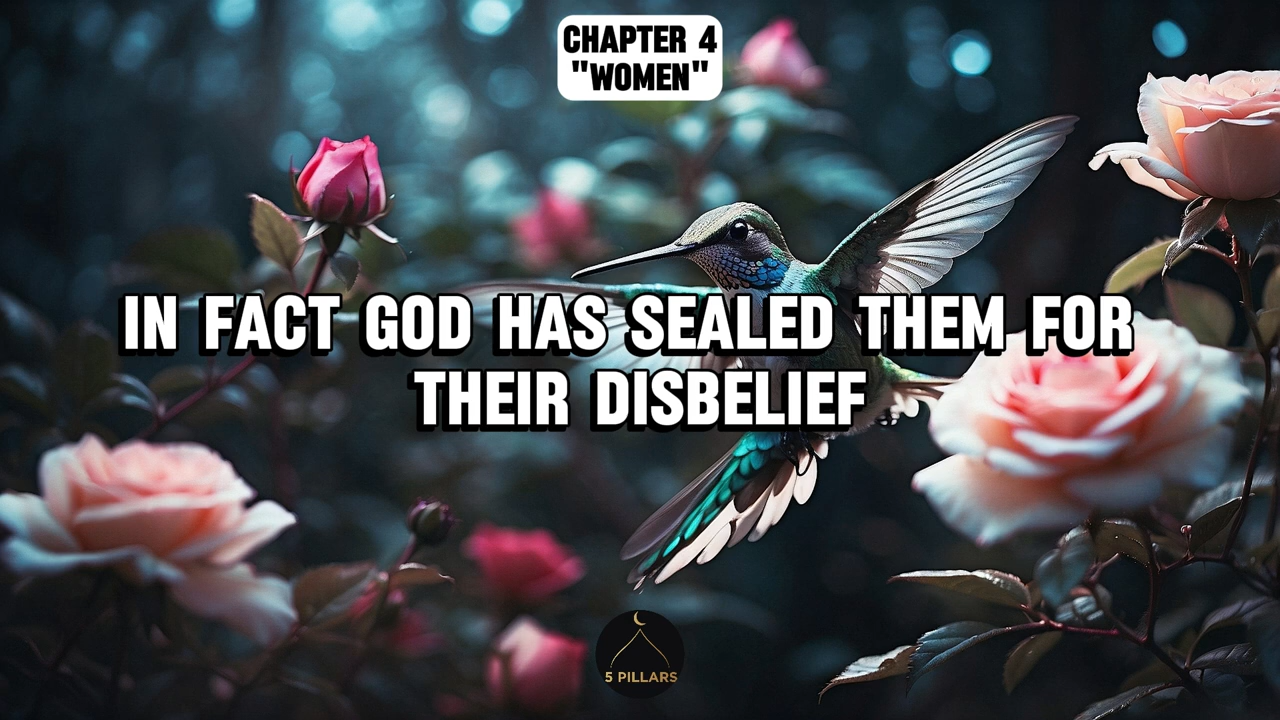 CHAPTER 4
"WOMEN"
IN FACT GOD HAS SEALED THEM FOR
THEIR DISBELIEF
5 PILLARS